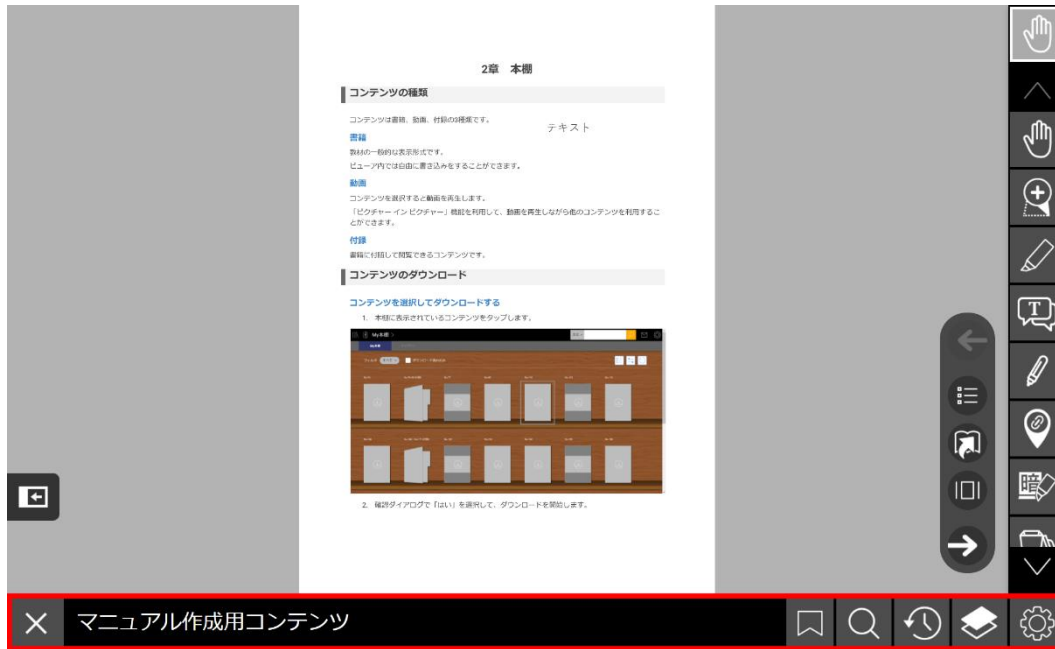 2章 本棚
コンテンツの種類
コンテンツは書籍、動画、付録の3種類です。
テキスト
書籍
教材の一般的な表示形式です。
ビューア内では自由に書き込みをすることができます。
動画
コンテンツを選択すると動画を再生します。
「ピクチャー イン ピクチャー」機能を利用して、動画を再生しながら他のコンテンツを利用するこ
とができます。
付録
書籍に付随して閲覧できるコンテンツです。
コンテンツのダウンロード
コンテンツを選択してダウンロードする
1. 本棚に表示されているコンテンツをタップします。
My本棚
2. 確認ダイアログで「はい」を選択して、ダウンロードを開始します。
T
暗
マニュアル作成用コンテンツ